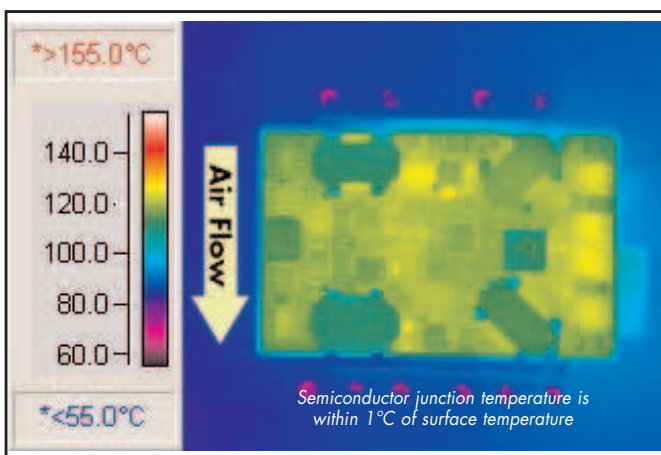 *>155.0°C
140.0
120.0
100.0
80.0
60.0
*<55.0°C
Air Flow
Semiconductor junction temperature is
within 1°C of surface temperature